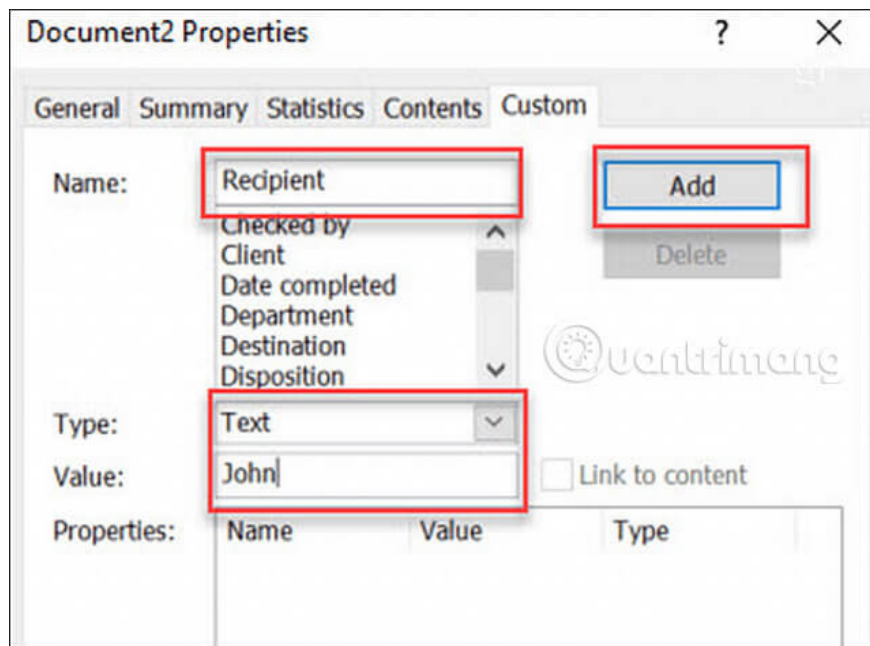 Document2 Properties ?
General Summary Statistics Contents Custom
Name: Recipient Add
Checked by
Client Delete
Date completed
Department
Destination
Disposition
Quantrimang
Type: Text
Value: John Link to content
Properties: Name Value Type